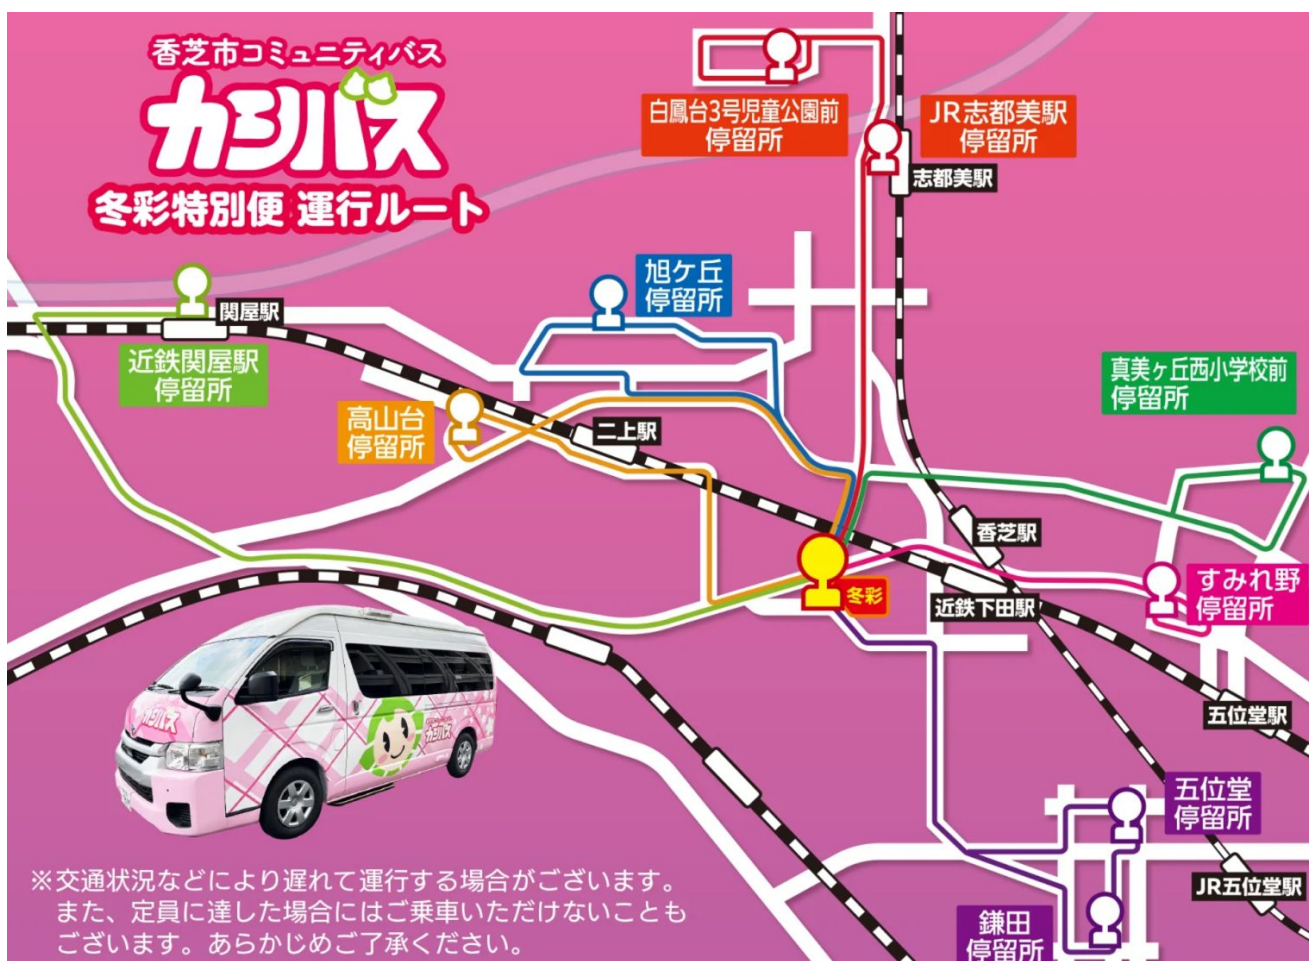 香芝市コミュニティバス
カシバス
冬彩特別便 運行ルート
白鳳台3号児童公園前
停留所
JR志都美駅
停留所
志都美駅
旭ケ丘
停留所
関屋駅
近鉄関屋駅
停留所
高山台
停留所
二上駅
真美ヶ丘西小学校前
停留所
香芝駅
冬彩
近鉄下田駅
すみれ野
停留所
五位堂駅
カシバス
カシバス
五位堂
停留所
JR五位堂駅
鎌田
停留所
※交通状況などにより遅れて運行する場合がございます。
また、定員に達した場合にはご乗車いただけないことも
ございます。あらかじめご了承ください。